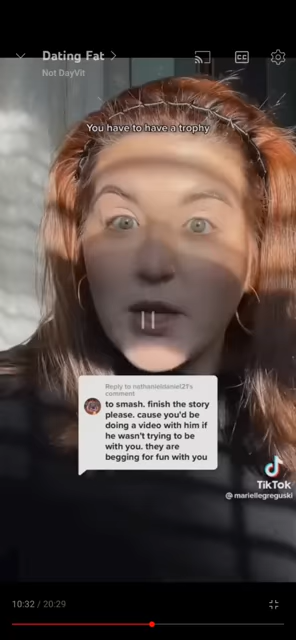 Dating Fat
Not DayVit
CC
You have to have a trophy
Reply to nathanieldaniel21's
comment
to smash. finish the story
please. cause you'd be
doing a video with him if
he wasn't trying to be
with you. they are
begging for fun with you
TikTok
@mariellegreguski
10:32 / 20:29